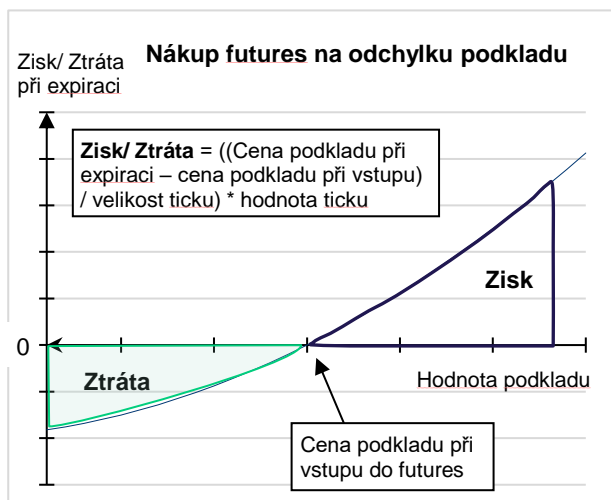 Nákup futures na odchylku podkladu
Zisk/ Ztráta
při expiraci
Zisk/ Ztráta = ((Cena podkladu při
expiraci – cena podkladu při vstupu)
/ velikost ticku) * hodnota ticku
Zisk
0
Ztráta
Hodnota podkladu
Cena podkladu při
vstupu do futures